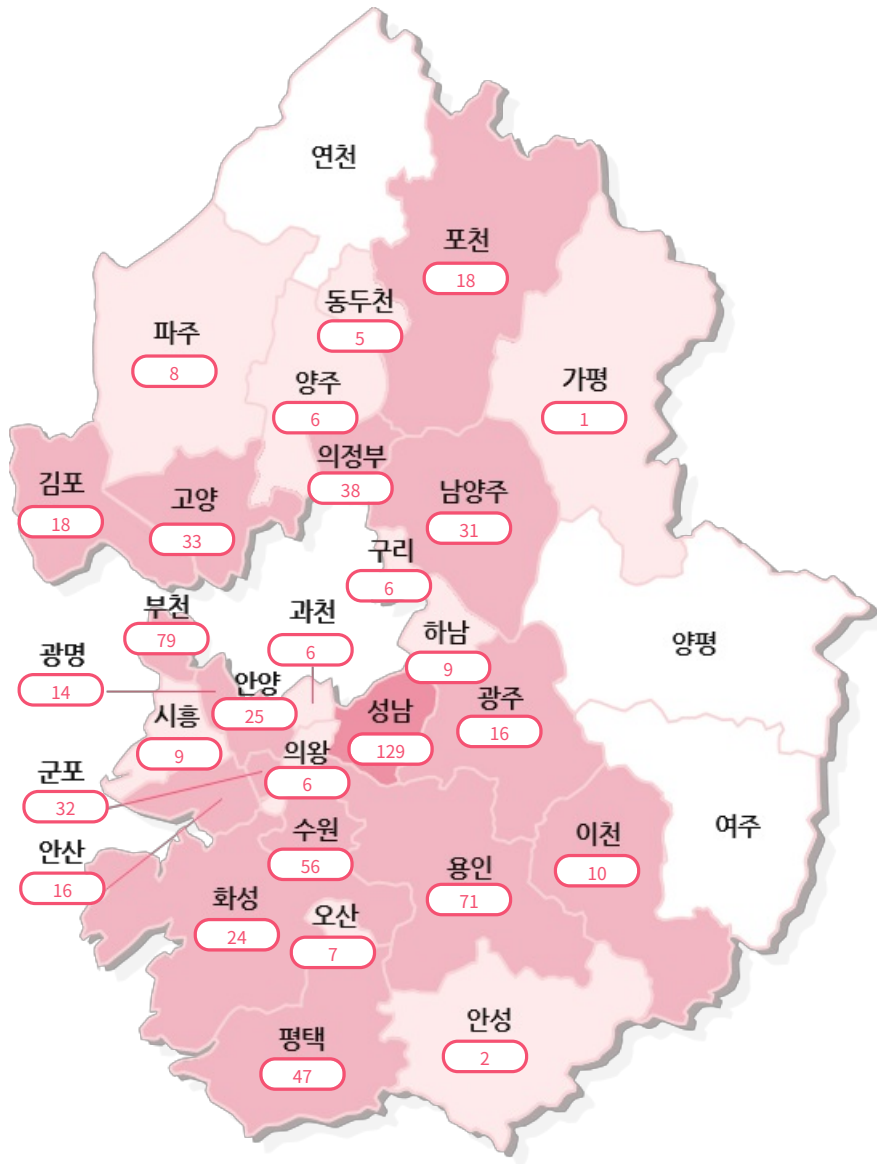 연천
포천
18
동두천
5
파주
8
양주
6
가평
1
의정부
38
김포
18
고양
33
남양주
31
구리
6
부천
79
과천
6
하남
9
양평
광명
14
안양
25
성남
129
광주
16
시흥
9
의왕
6
군포
32
수원
56
이천
10
여주
안산
16
용인
71
화성
24
오산
7
안성
2
평택
47